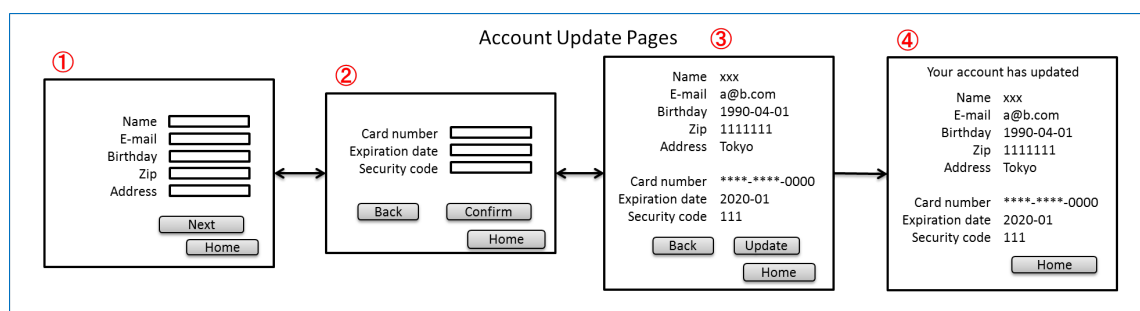 Account Update Pages
①
Name
E-mail
Birthday
Zip
Address
Next
Home
②
Card number
Expiration date
Security code
Back Confirm
Home
③
Name xxx
E-mail a@b.com
Birthday 1990-04-01
Zip 1111111
Address Tokyo
Card number ****-****-0000
Expiration date 2020-01
Security code 111
Back Update
Home
④
Your account has updated
Name xxx
E-mail a@b.com
Birthday 1990-04-01
Zip 1111111
Address Tokyo
Card number ****-****-0000
Expiration date 2020-01
Security code 111
Home